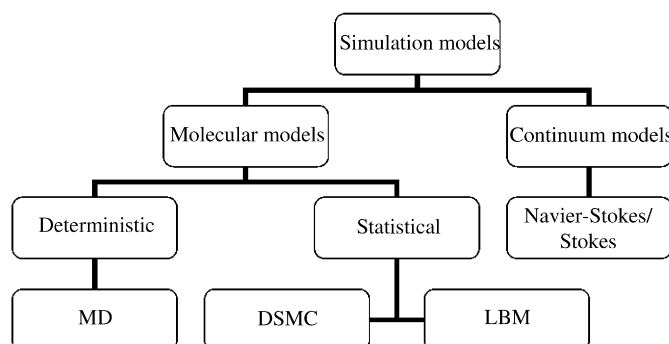 Simulation models
Molecular models
Continuum models
Deterministic
Statistical
Navier-Stokes/
Stokes
MD
DSMC
LBM